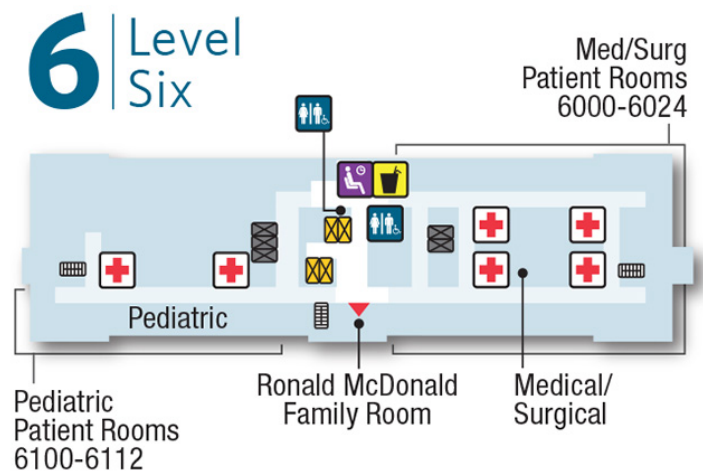 6 Level
Six
Med/Surg
Patient Rooms
6000-6024
Pediatric
Ronald McDonald
Family Room
Medical/
Surgical
Pediatric
Patient Rooms
6100-6112